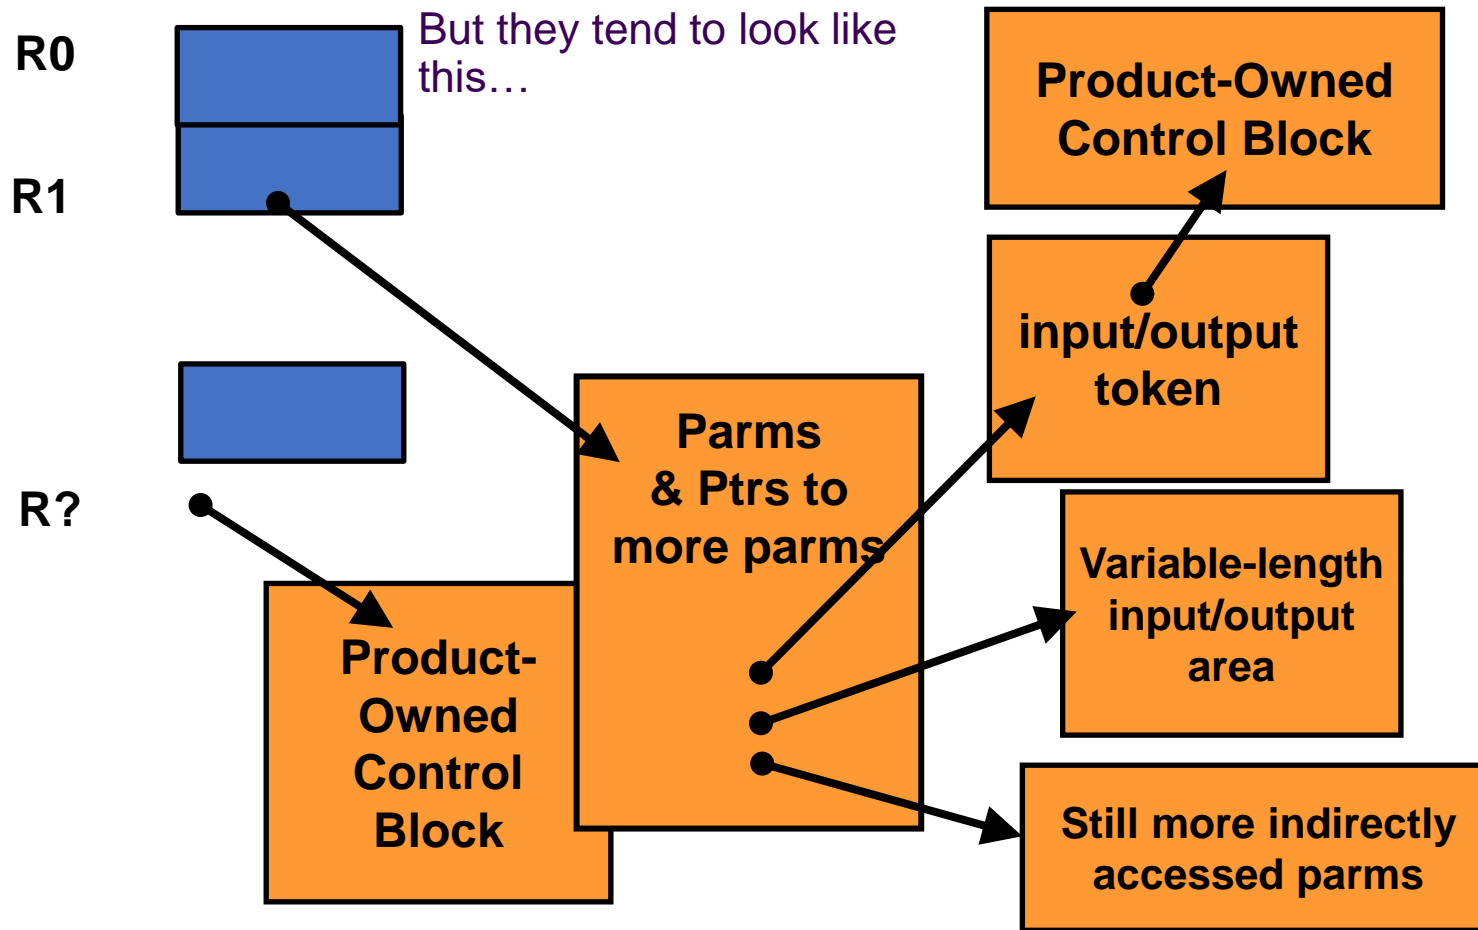 R0
But they tend to look like
this…
R1
R?
Product-Owned
Control Block
input/output
token
Parms
& Ptrs to
more parms
Variable-length
input/output
area
Product-
Owned
Control
Block
Still more indirectly
accessed parms